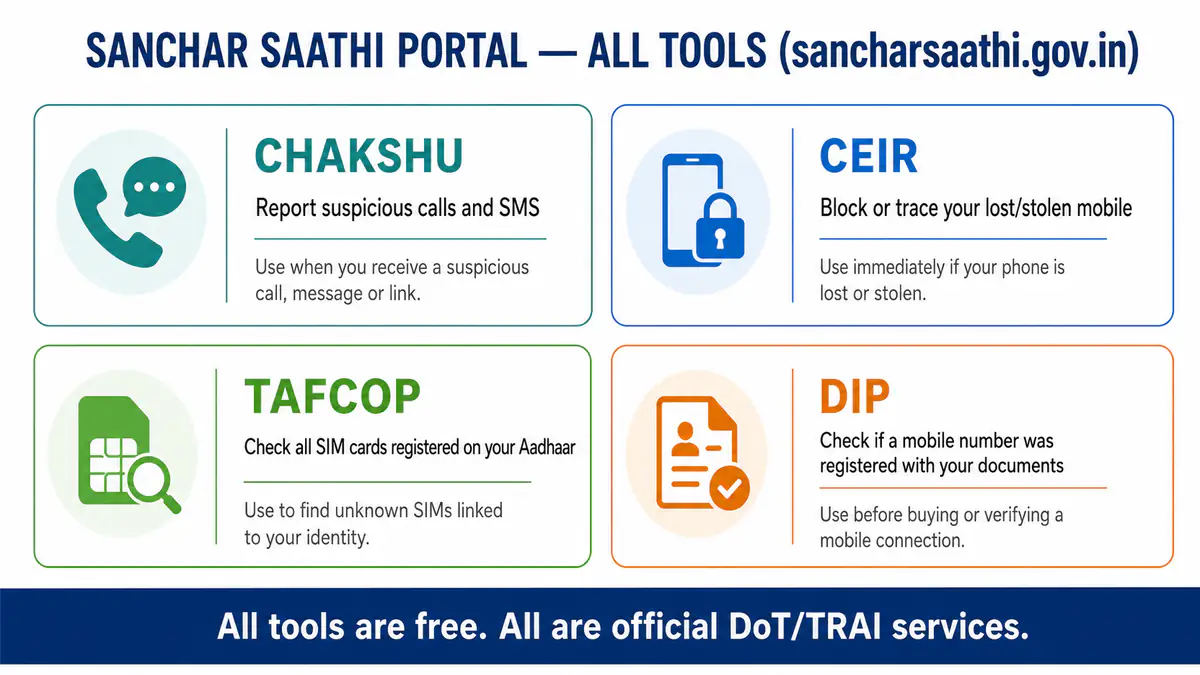 SANCHAR SAATHI PORTAL — ALL TOOLS (sancharsaathi.gov.in)
CHAKSHU
Report suspicious calls and SMS
Use when you receive a suspicious
call, message or link.
CEIR
Block or trace your lost/stolen mobile
Use immediately if your phone is
lost or stolen.
TAFCOP
Check all SIM cards registered on your Aadhaar
Use to find unknown SIMs linked
to your identity.
DIP
Check if a mobile number was
registered with your documents
Use before buying or verifying a
mobile connection.
All tools are free. All are official DoT/TRAI services.